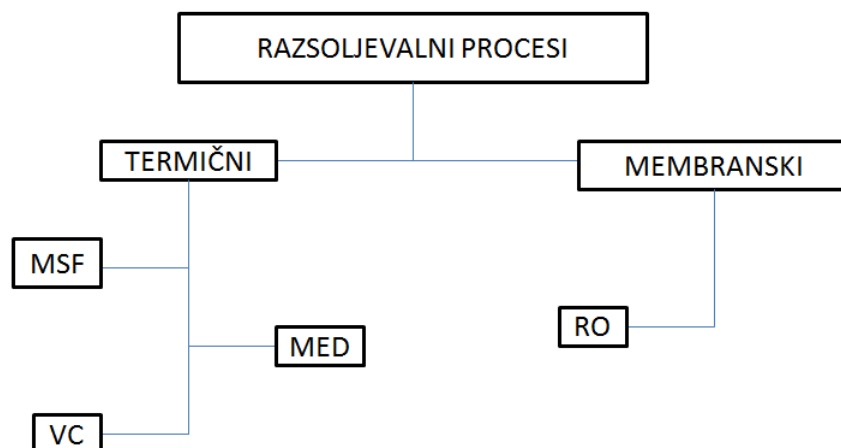 RAZSOLJEVALNI PROCESI
TERMIČNI
MEMBRANSKI
MSF
RO
MED
VC